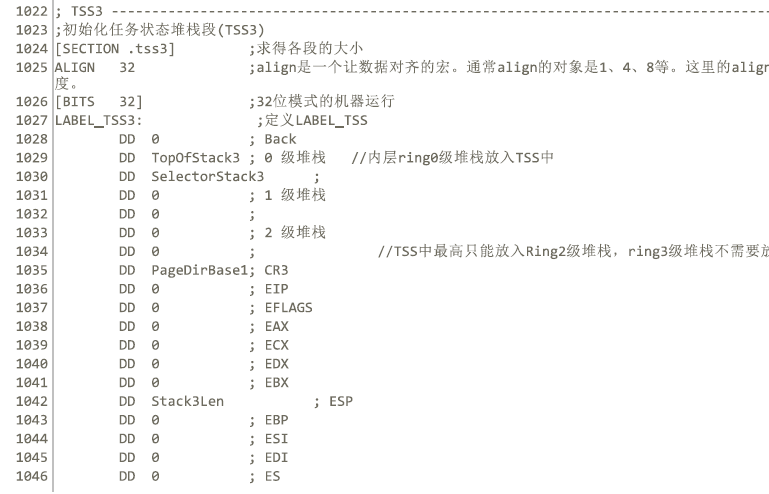 1022 ; TSS3 ------------------------------------------------------------------------------
1023 ;初始化任务状态堆栈段(TSS3)
1024 [SECTION .tss3]         ;求得各段的大小
1025 ALIGN   32              ;align是一个让数据对齐的宏。通常align的对象是1、4、8等。这里的align
度。
1026 [BITS   32]             ;32位模式的机器运行
1027 LABEL_TSS3:              ;定义LABEL_TSS
1028         DD  0           ; Back
1029         DD  TopOfStack3 ; 0 级堆栈   //内层ring0级堆栈放入TSS中
1030         DD  SelectorStack3      ;
1031         DD  0           ; 1 级堆栈
1032         DD  0           ;
1033         DD  0           ; 2 级堆栈
1034         DD  0           ;               //TSS中最高只能放入Ring2级堆栈，ring3级堆栈不需要放
1035         DD  PageDirBase1; CR3
1036         DD  0           ; EIP
1037         DD  0           ; EFLAGS
1038         DD  0           ; EAX
1039         DD  0           ; ECX
1040         DD  0           ; EDX
1041         DD  0           ; EBX
1042         DD  Stack3Len           ; ESP
1043         DD  0           ; EBP
1044         DD  0           ; ESI
1045         DD  0           ; EDI
1046         DD  0           ; ES